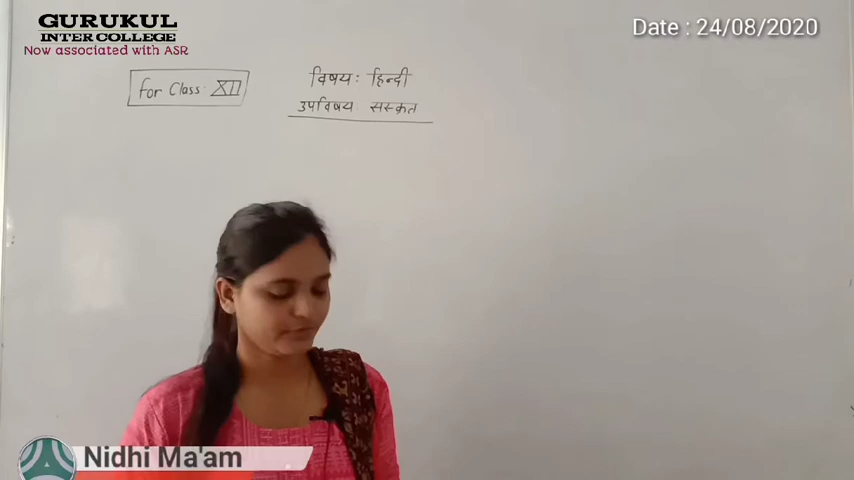 GURUKUL
INTER COLLEGE
Now associated with ASR
Date : 24/08/2020
for Class: XII
विषय: हिन्दी
उपविषय: सस्कृत
Nidhi Ma'am